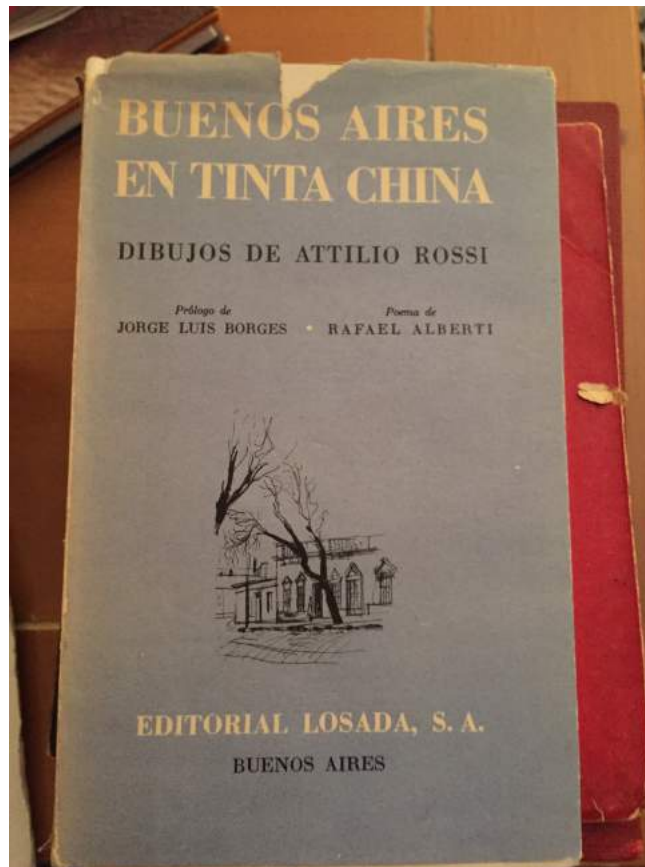 BUENOS AIRES
EN TINTA CHINA
DIBUJOS DE ATTILIO ROSSI
Prólogo de
JORGE LUIS BORGES
Poema de
RAFAEL ALBERTI
EDITORIAL LOSADA, S. A.
BUENOS AIRES